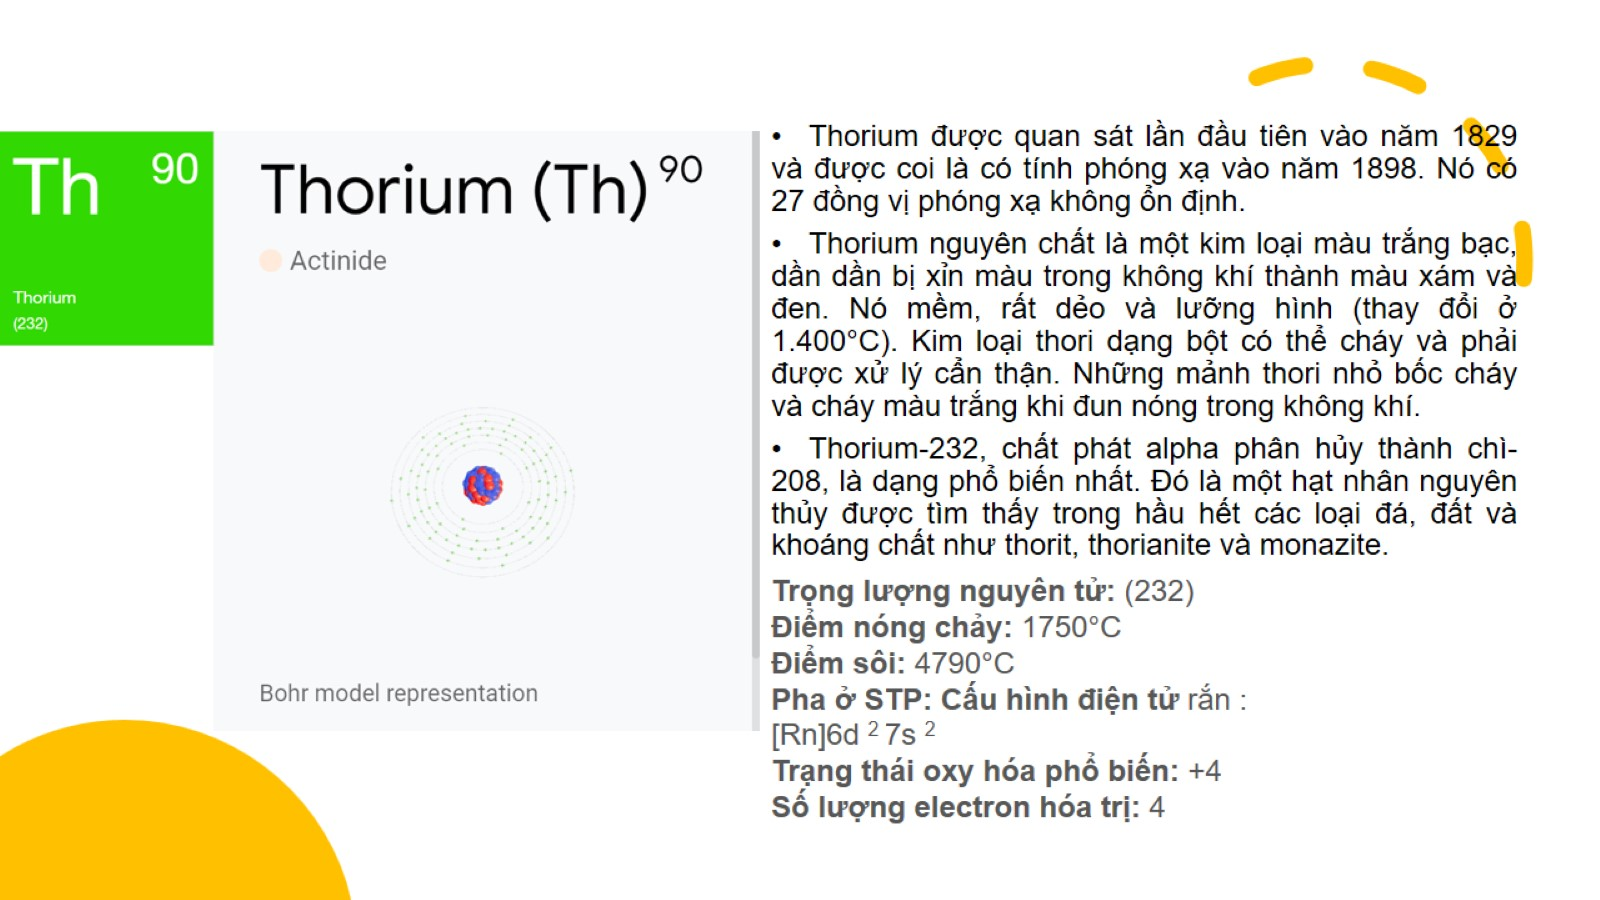 Th 90
Thorium
(232)
Thorium (Th) 90
Actinide
Bohr model representation
• Thorium được quan sát lần đầu tiên vào năm 1829
và được coi là có tính phóng xạ vào năm 1898. Nó có
27 đồng vị phóng xạ không ổn định.
• Thorium nguyên chất là một kim loại màu trắng bạc,
dần dần bị xỉn màu trong không khí thành màu xám và
đen. Nó mềm, rất dẻo và lưỡng hình (thay đổi ở
1.400°C). Kim loại thori dạng bột có thể cháy và phải
được xử lý cẩn thận. Những mảnh thori nhỏ bốc cháy
và cháy màu trắng khi đun nóng trong không khí.
• Thorium-232, chất phát alpha phân hủy thành chì-
208, là dạng phổ biến nhất. Đó là một hạt nhân nguyên
thủy được tìm thấy trong hầu hết các loại đá, đất và
khoáng chất như thorit, thorianite và monazite.
Trọng lượng nguyên tử: (232)
Điểm nóng chảy: 1750°C
Điểm sôi: 4790°C
Pha ở STP: Cấu hình điện tử rắn :
[Rn]6d 2 7s 2
Trạng thái oxy hóa phổ biến: +4
Số lượng electron hóa trị: 4